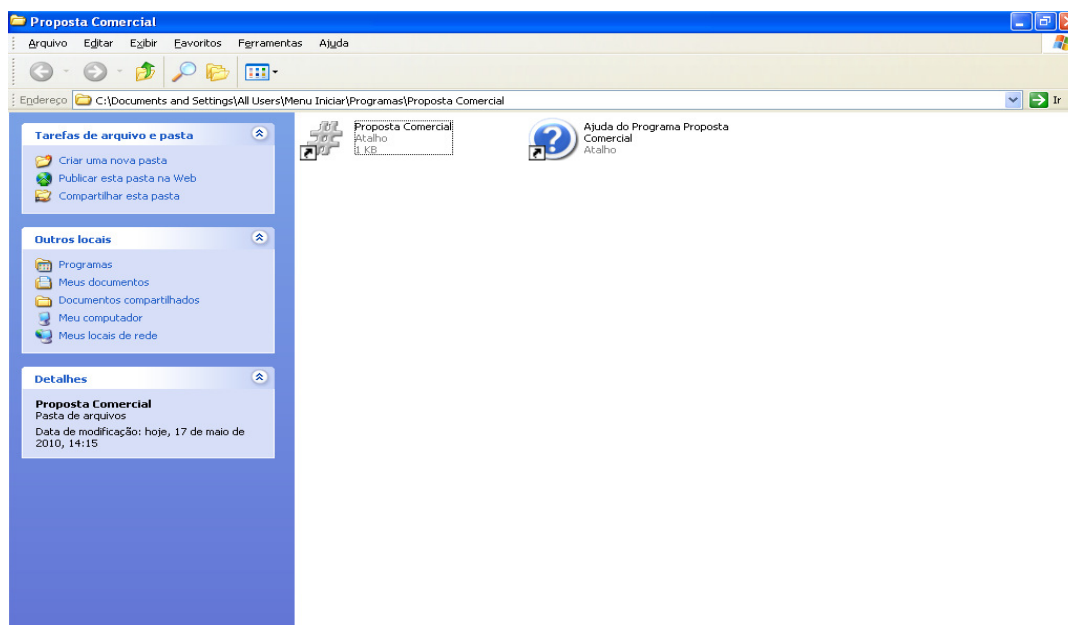 Proposta Comercial
Arquivo Editar Exibir Favoritos Ferramentas Ajuda
Endereço C:\Documents and Settings\All Users\Menu Iniciar\Programas\Proposta Comercial Ir
Tarefas de arquivo e pasta
Criar uma nova pasta
Publicar esta pasta na Web
Compartilhar esta pasta
Outros locais
Programas
Meus documentos
Documentos compartilhados
Meu computador
Meus locais de rede
Detalhes
Proposta Comercial
Pasta de arquivos
Data de modificação: hoje, 17 de maio de
2010, 14:15
Proposta Comercial
Atalho
1 KB
Ajuda do Programa Proposta
Comercial
Atalho